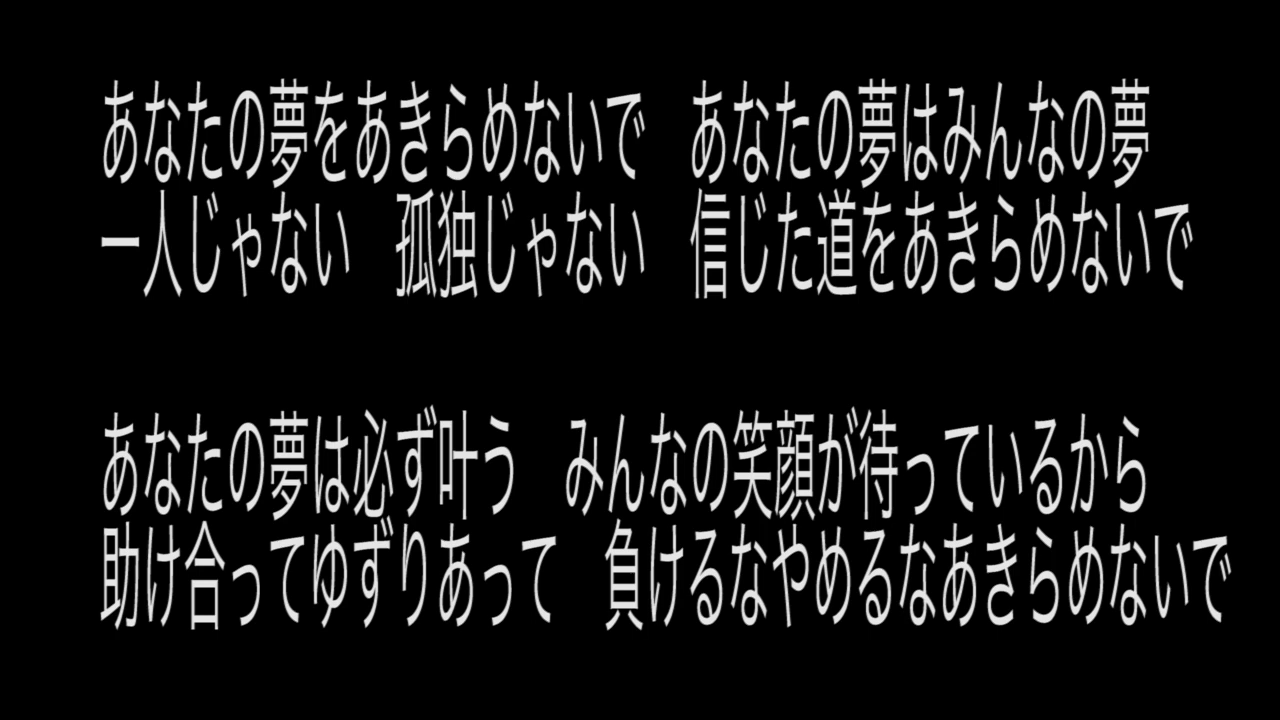 あなたの夢をあきらめないで　あなたの夢はみんなの夢
一人じゃない　孤独じゃない　信じた道をあきらめないで
あなたの夢は必ず叶う　みんなの笑顔が待っているから
助け合ってゆずりあって　負けるなやめるなあきらめないで